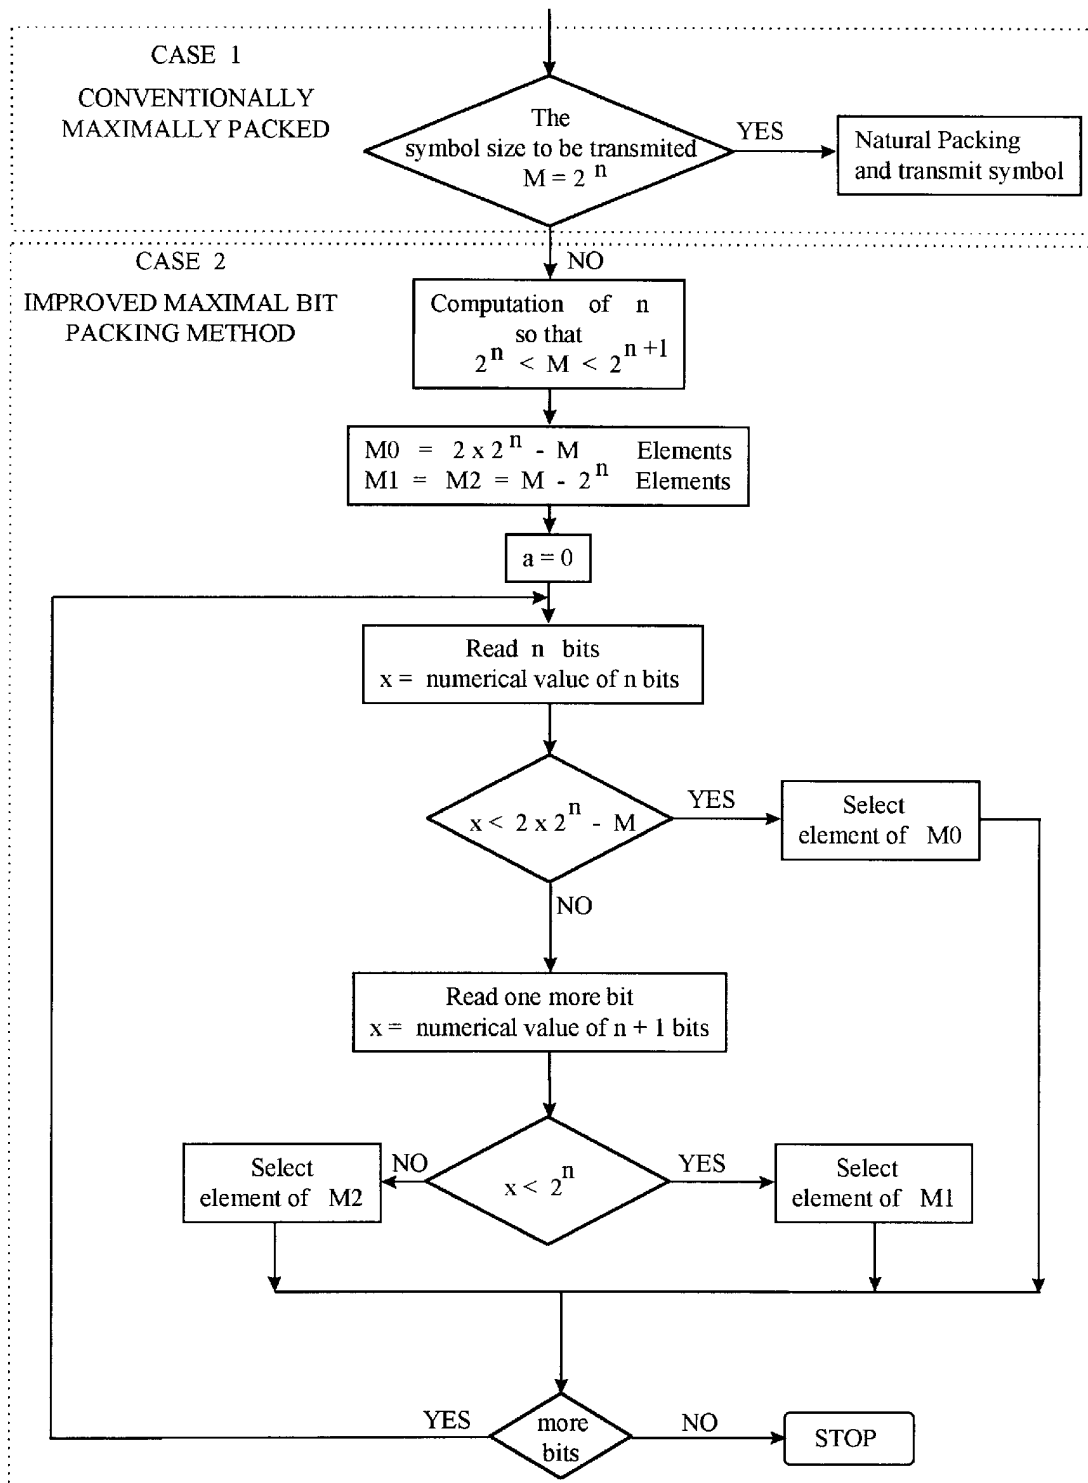 CASE 1
CONVENTIONALLY
MAXIMALLY PACKED
The
symbol size to be transmited
M = 2^n
YES
Natural Packing
and transmit symbol
NO
CASE 2
IMPROVED MAXIMAL BIT
PACKING METHOD
Computation of n
so that
2^n < M < 2^n+1
M0 = 2 x 2^n - M Elements
M1 = M2 = M - 2^n Elements
a = 0
Read n bits
x = numerical value of n bits
x < 2 x 2^n - M
YES
Select
element of M0
NO
Read one more bit
x = numerical value of n + 1 bits
Select
element of M2
NO
x < 2^n
YES
Select
element of M1
YES
more
bits
NO
STOP